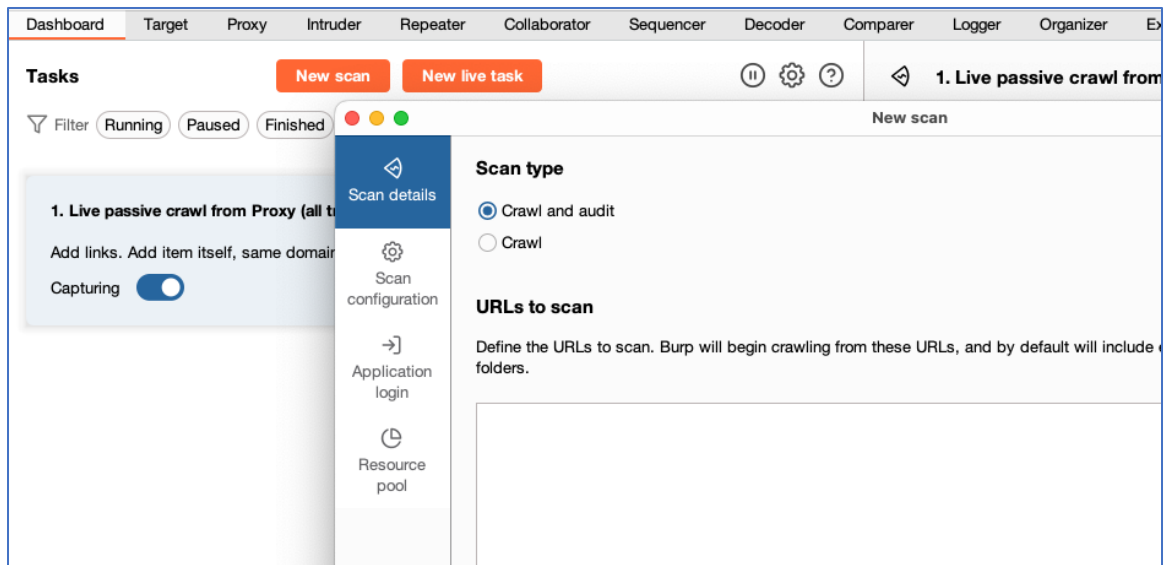 Dashboard Target Proxy Intruder Repeater Collaborator Sequencer Decoder Comparer Logger Organizer
Tasks New scan New live task 1. Live passive crawl from
Filter Running Paused Finished
New scan
1. Live passive crawl from Proxy (all
Add links. Add item itself, same domain
Capturing
Scan details
Scan configuration
Application login
Resource pool
Scan type
Crawl and audit
Crawl
URLs to scan
Define the URLs to scan. Burp will begin crawling from these URLs, and by default will include
folders.